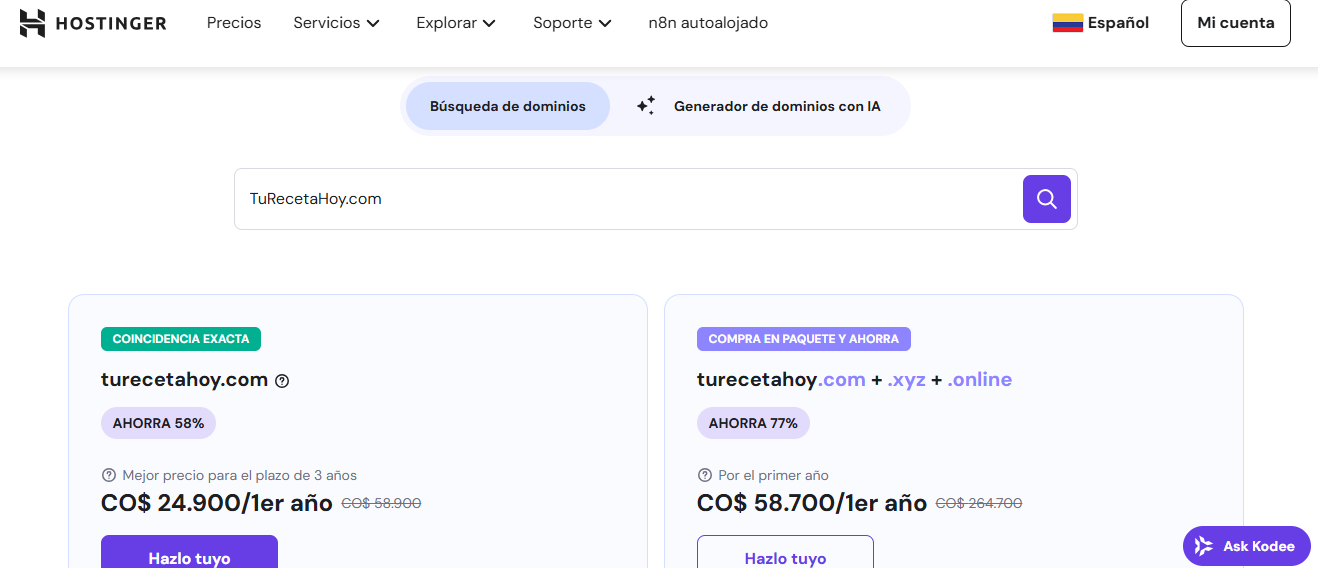 HOSTINGER Precios Servicios Explorar Soporte n8n autoalojado Español Mi cuenta
Búsqueda de dominios Generador de dominios con IA
TuRecetaHoy.com
COINCIDENCIA EXACTA
turecetahoy.com
AHORRA 58%
Mejor precio para el plazo de 3 años
CO$ 24.900/1er año CO$ 58.900
Hazlo tuyo
COMPRA EN PAQUETE Y AHORRA
turecetahoy.com + .xyz + .online
AHORRA 77%
Por el primer año
CO$ 58.700/1er año CO$ 264.700
Hazlo tuyo
Ask Kodee